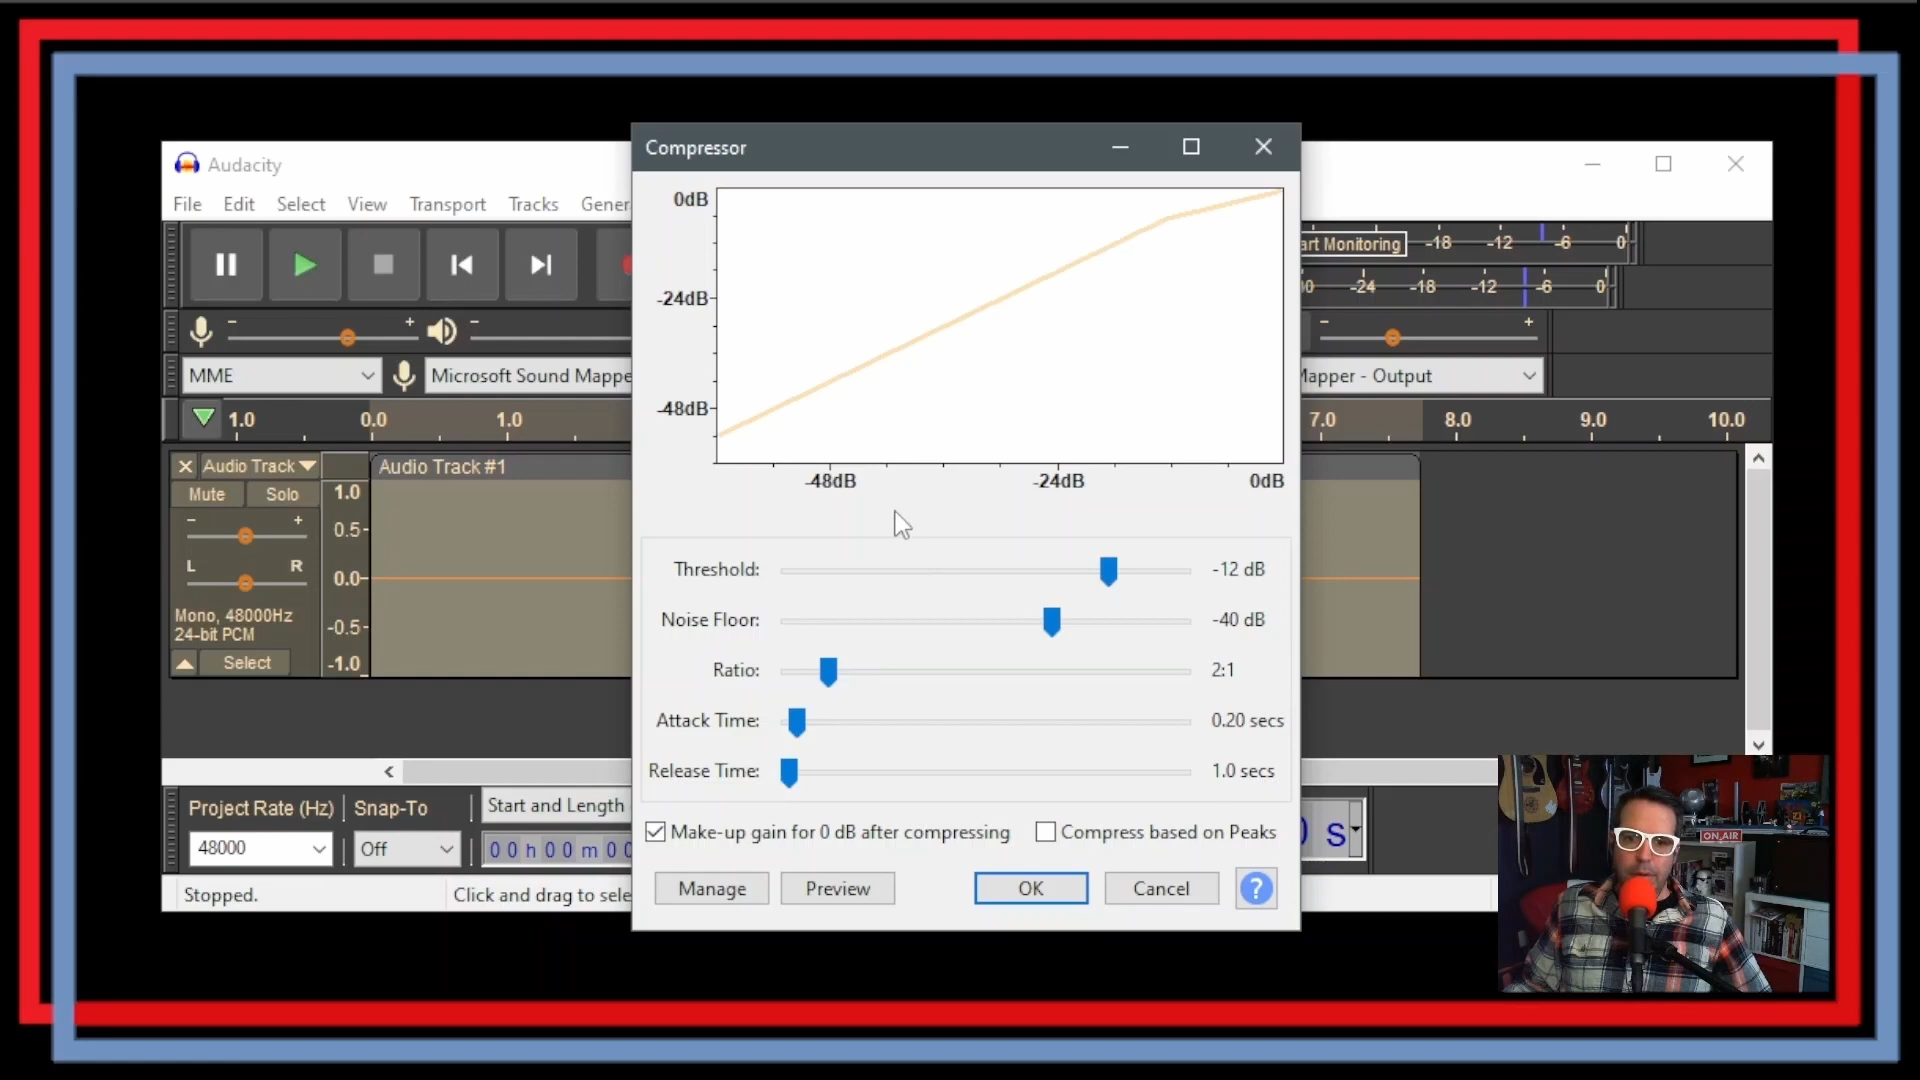 Compressor
Audacity
File Edit Select View Transport Tracks Gener
0dB
-24dB
-48dB
-48dB -24dB 0dB
art Monitoring -18 -12 -6 0
-24 -18 -12 -6 0
- + - - +
MME Microsoft Sound Mappe Mapper - Output
1.0 0.0 1.0 7.0 8.0 9.0 10.0
Audio Track Audio Track #1
Mute Solo
- +
L R
Mono, 48000Hz
24-bit PCM
Select
1.0
0.5
0.0
-0.5
-1.0
Threshold: -12 dB
Noise Floor: -40 dB
Ratio: 2:1
Attack Time: 0.20 secs
Release Time: 1.0 secs
Make-up gain for 0 dB after compressing Compress based on Peaks
Manage Preview OK Cancel ?
Project Rate (Hz) Snap-To Start and Length
48000 Off 00 h 00 m 0 s
Stopped. Click and drag to sele
ON AIR